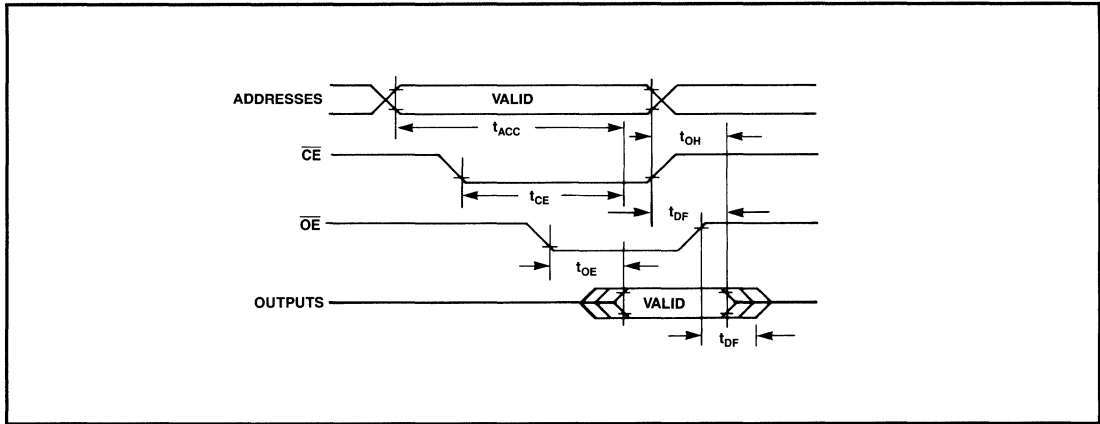 ADDRESSES
VALID
tACC
tOH
CE
tCE
tDF
OE
tOE
OUTPUTS
VALID
tDF